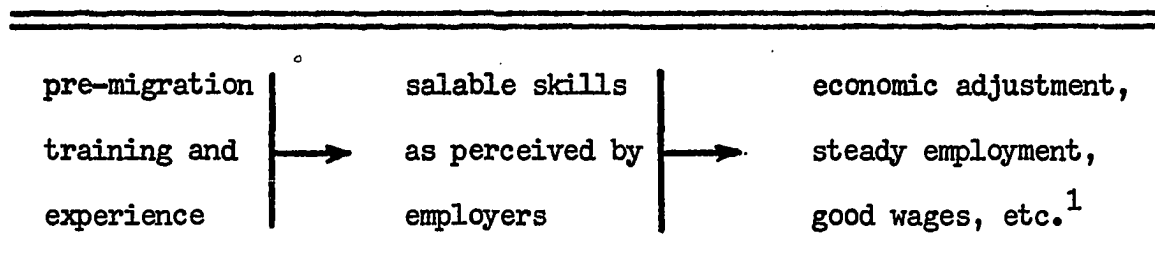 pre-migration
training and
experience
salable skills
as perceived by
employers
economic adjustment,
steady employment,
good wages, etc.1